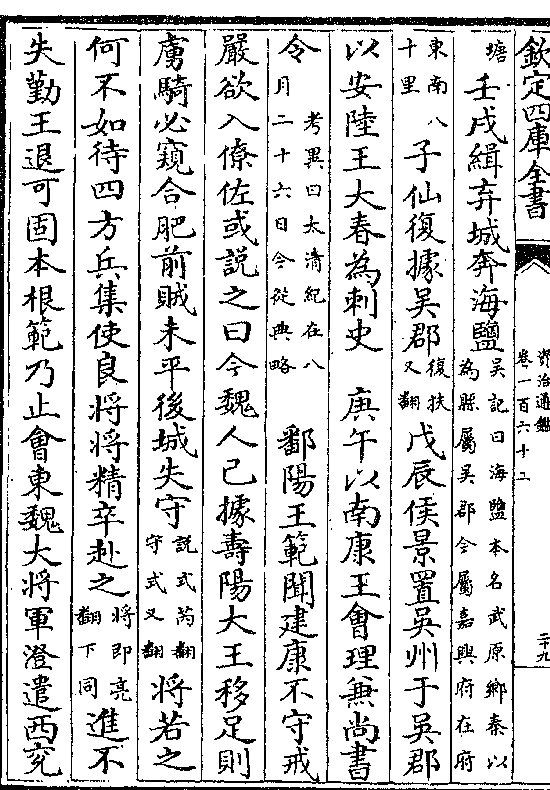 欽定四庫全書
資治通鑑
卷一百六十二
二十九
塘 壬戌緝弃城奔海鹽吳記曰海鹽本名武原鄉秦以為縣屬吳郡今屬嘉興府在府
東南八十里 子仙復據吳郡復扶又翻戊辰侯景置吳州于吳郡
以安陸王大春為刺史 庚午以南康王會理兼尚書
令考異曰太清紀在八月二十六日今從典略 鄱陽王範聞建康不守戒
嚴欲入僚佐或說之曰今魏人已據壽陽大王移足則
虜騎必窺合肥前賊未平後城失守說式芮翻守式又翻將若之
何不如待四方兵集使良將將精卒赴之將即亮翻下同進不
失勤王退可固本根範乃止會東魏大將軍澄遣西兖